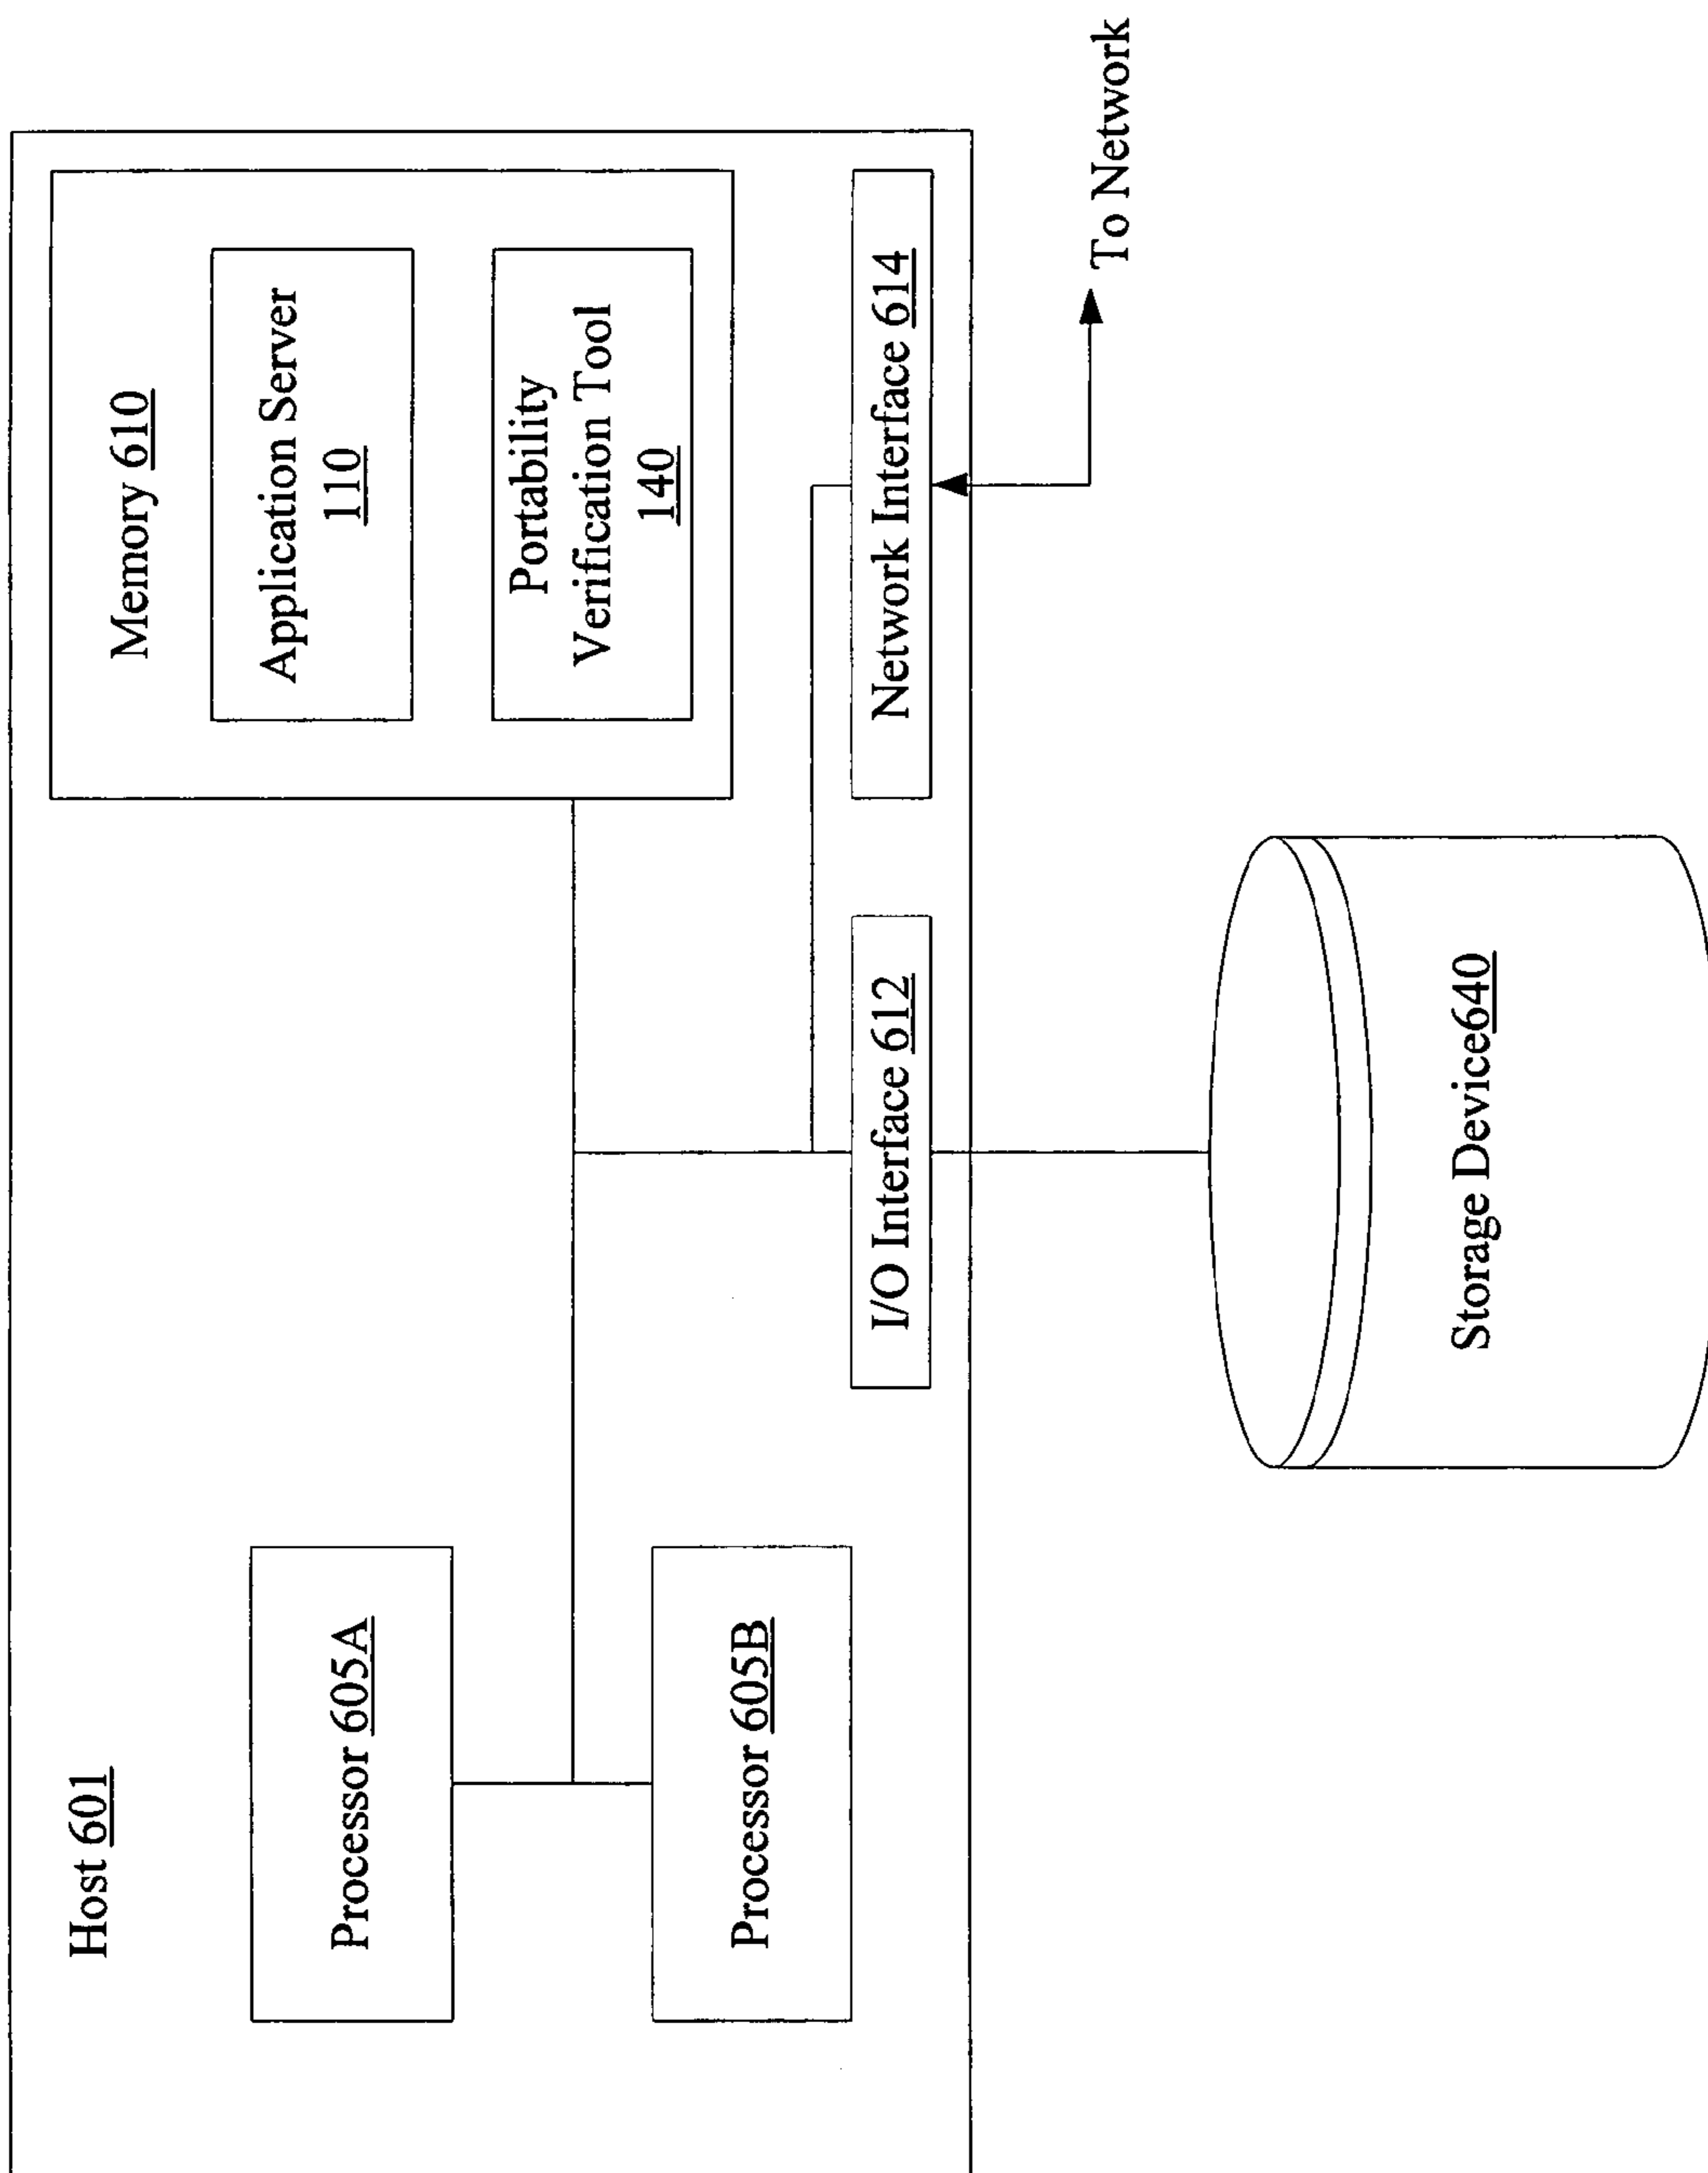 Host 601
Memory 610
Application Server
110
Processor 605A
Portability
Verification Tool
140
Processor 605B
I/O Interface 612
Network Interface 614
To Network
Storage Device640